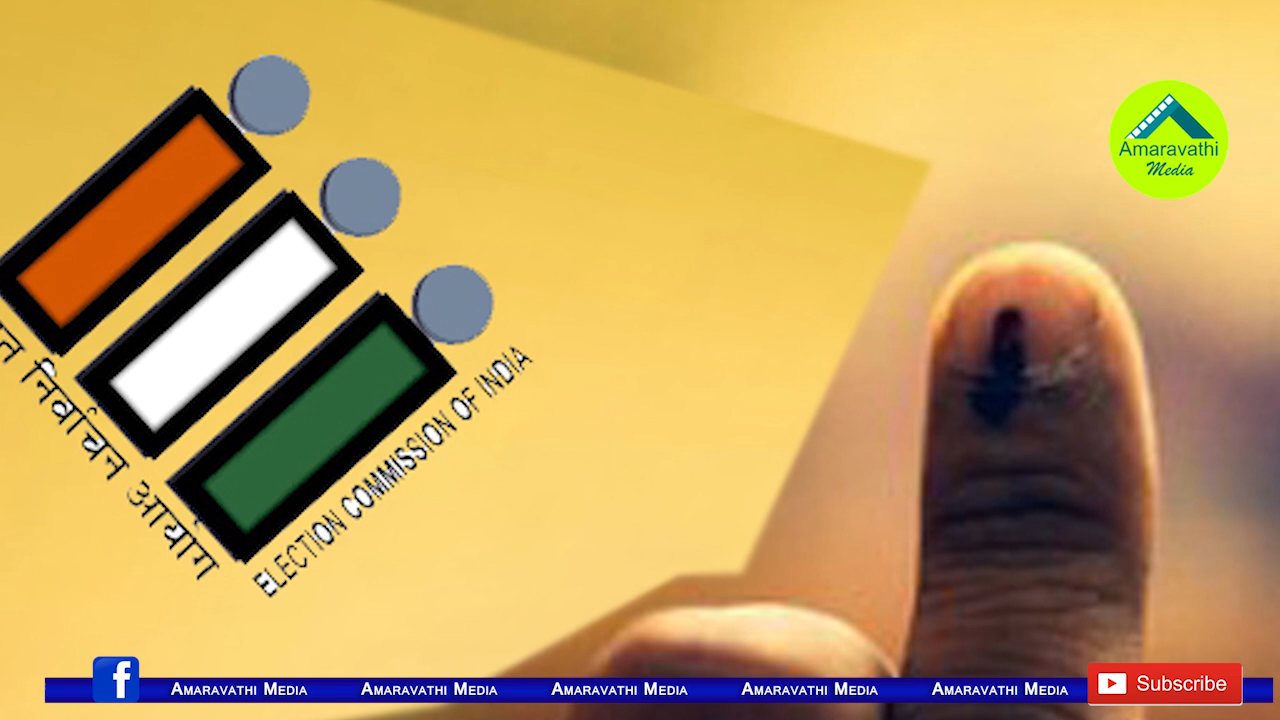 Amaravathi
Media
त निर्वाचन आयोग
ELECTION COMMISSION OF INDIA
f AMARAVATHI MEDIA AMARAVATHI MEDIA AMARAVATHI MEDIA AMARAVATHI MEDIA AMARAVATHI MEDIA Subscribe